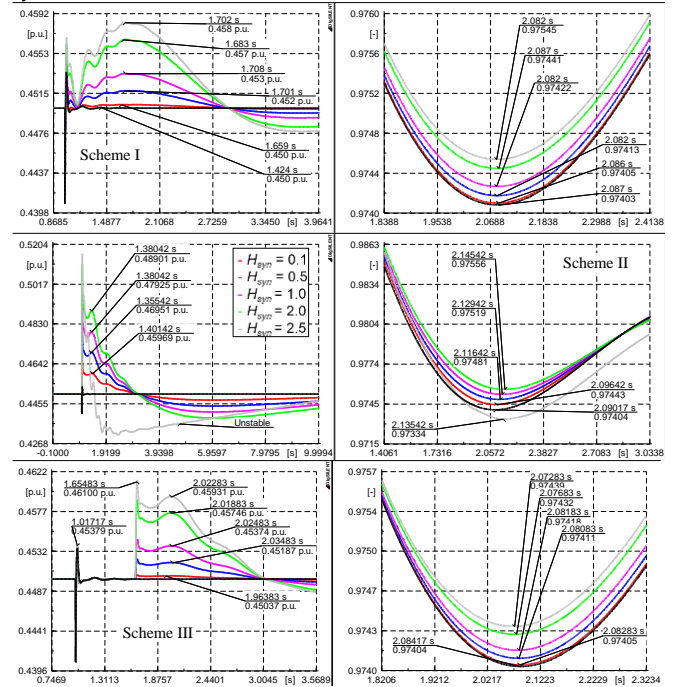 0.4592
[p.u.]
0.4553
0.4515
0.4476
0.4437
0.4398
0.8685 1.4877 2.1068 2.7259 3.3450 [s] 3.9641
1.702 s
0.458 p.u.
1.683 s
0.457 p.u.
1.708 s
0.453 p.u.
1.701 s
0.452 p.u.
1.659 s
0.450 p.u.
1.424 s
0.450 p.u.
Scheme I
DIgSILENT
0.9760
[-]
0.9756
0.9752
0.9748
0.9744
0.9740
1.8388 1.9538 2.0688 2.1838 2.2988 [s] 2.4138
2.082 s
0.97545
2.087 s
0.97441
2.082 s
0.97422
2.082 s
0.97413
2.086 s
0.97405
2.087 s
0.97403
0.5204
[p.u.]
0.5017
0.4830
0.4642
0.4455
0.4268
-0.1000 1.9199 3.9398 5.9597 7.9795 [s] 9.9994
1.38042 s
0.48901 p.u.
1.38042 s
0.47925 p.u.
1.35542 s
0.46951 p.u.
1.40142 s
0.45969 p.u.
Unstable
H_syn = 0.1
H_syn = 0.5
H_syn = 1.0
H_syn = 2.0
H_syn = 2.5
DIgSILENT
0.9863
[-]
0.9834
0.9804
0.9774
0.9745
0.9715
1.4061 1.7316 2.0572 2.3827 2.7083 [s] 3.0338
2.14542 s
0.97556
Scheme II
2.12942 s
0.97519
2.11642 s
0.97481
2.09642 s
0.97443
2.09017 s
0.97404
2.13542 s
0.97334
0.4622
[p.u.]
0.4577
0.4532
0.4487
0.4441
0.4396
0.7469 1.3113 1.8757 2.4401 3.0045 [s] 3.5689
1.65483 s
0.46100 p.u.
1.01717 s
0.45379 p.u.
2.02283 s
0.45931 p.u.
2.01883 s
0.45746 p.u.
2.02483 s
0.45374 p.u.
2.03483 s
0.45187 p.u.
1.96383 s
0.45037 p.u.
Scheme III
DIgSILENT
0.9757
[-]
0.9754
0.9750
0.9747
0.9743
0.9740
1.8206 1.9212 2.0217 2.1223 2.2229 [s] 2.3234
2.07283 s
0.97439
2.07683 s
0.97432
2.08183 s
0.97418
2.08083 s
0.97411
2.08283 s
0.97405
2.08417 s
0.97404